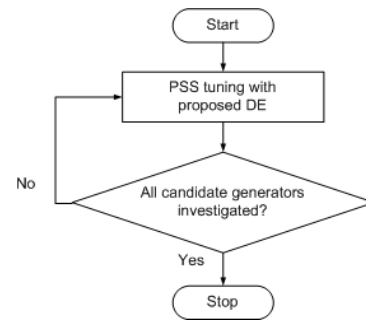 Start
PSS tuning with
proposed DE
No
All candidate generators
investigated?
Yes
Stop